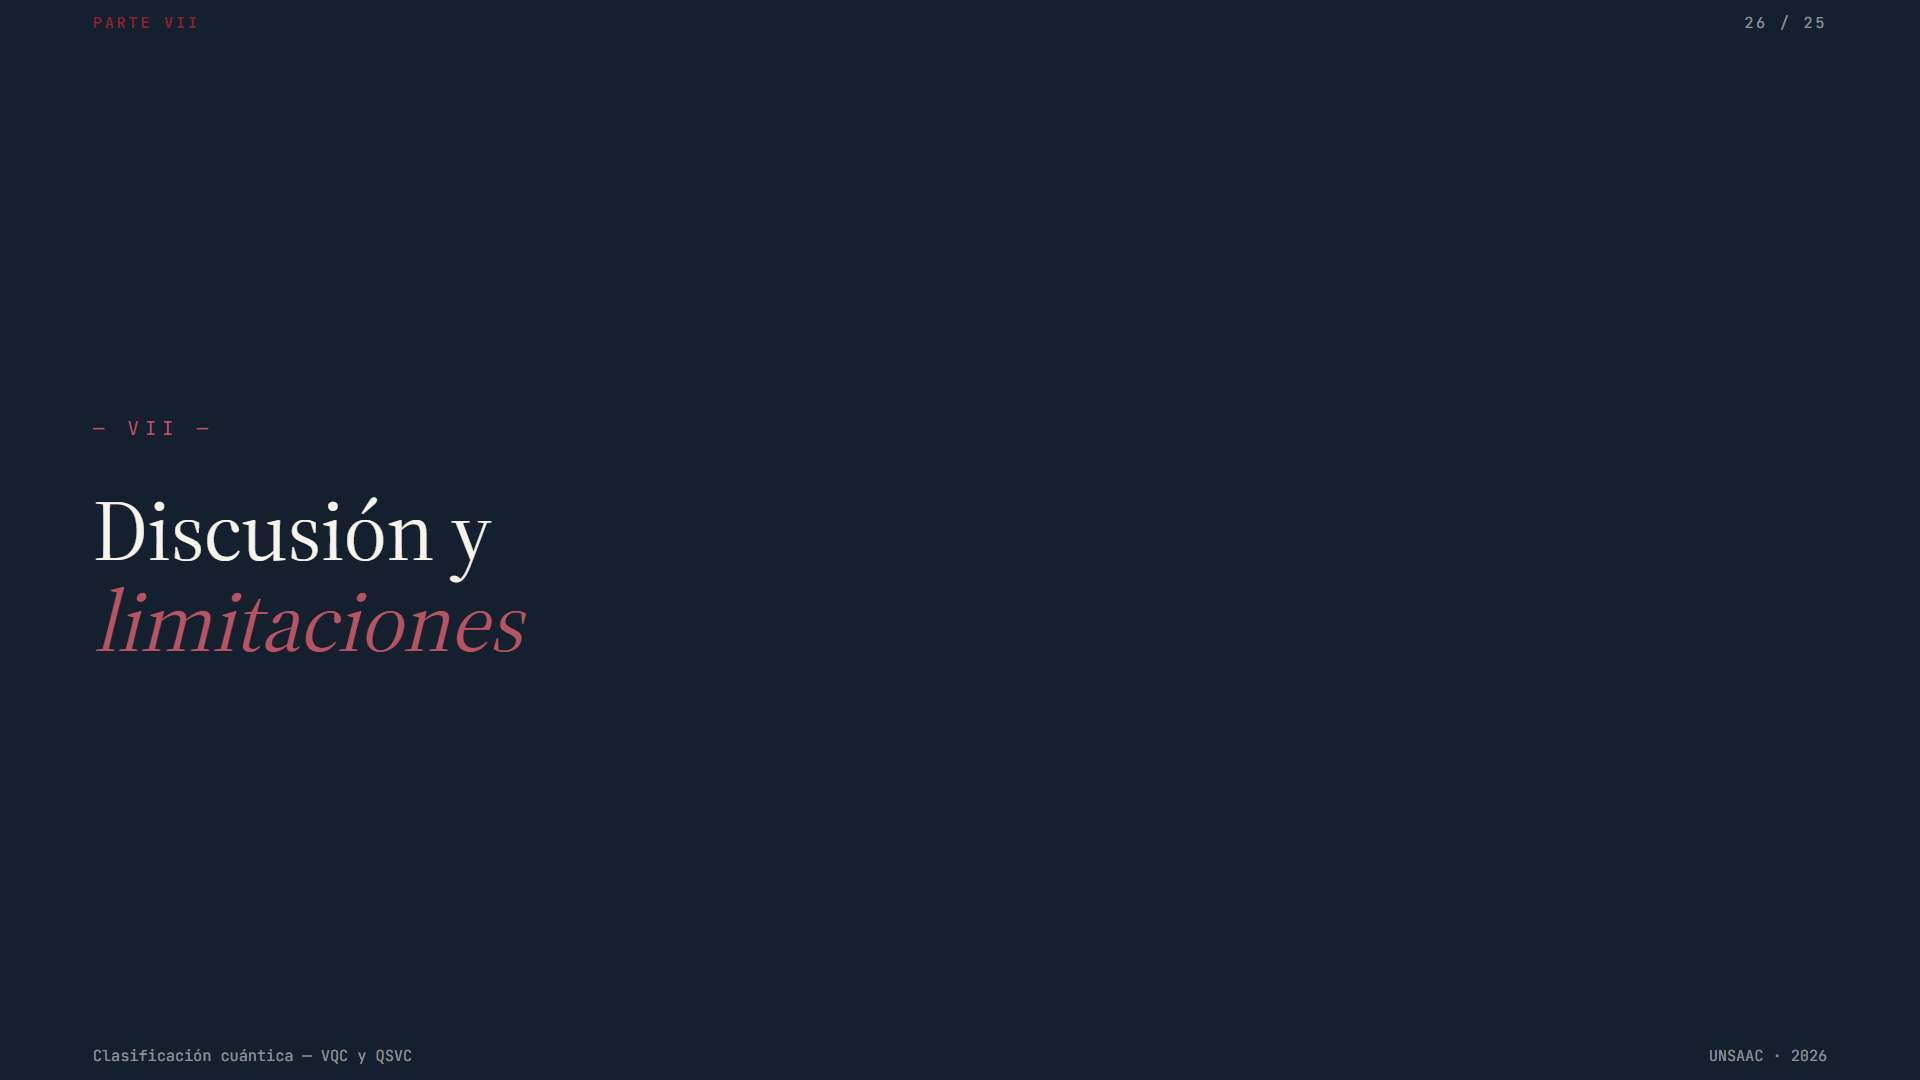 PARTE VII
26 / 25
— VII —
Discusión y
limitaciones
Clasificación cuántica — VQC y QSVC
UNSAAC · 2026